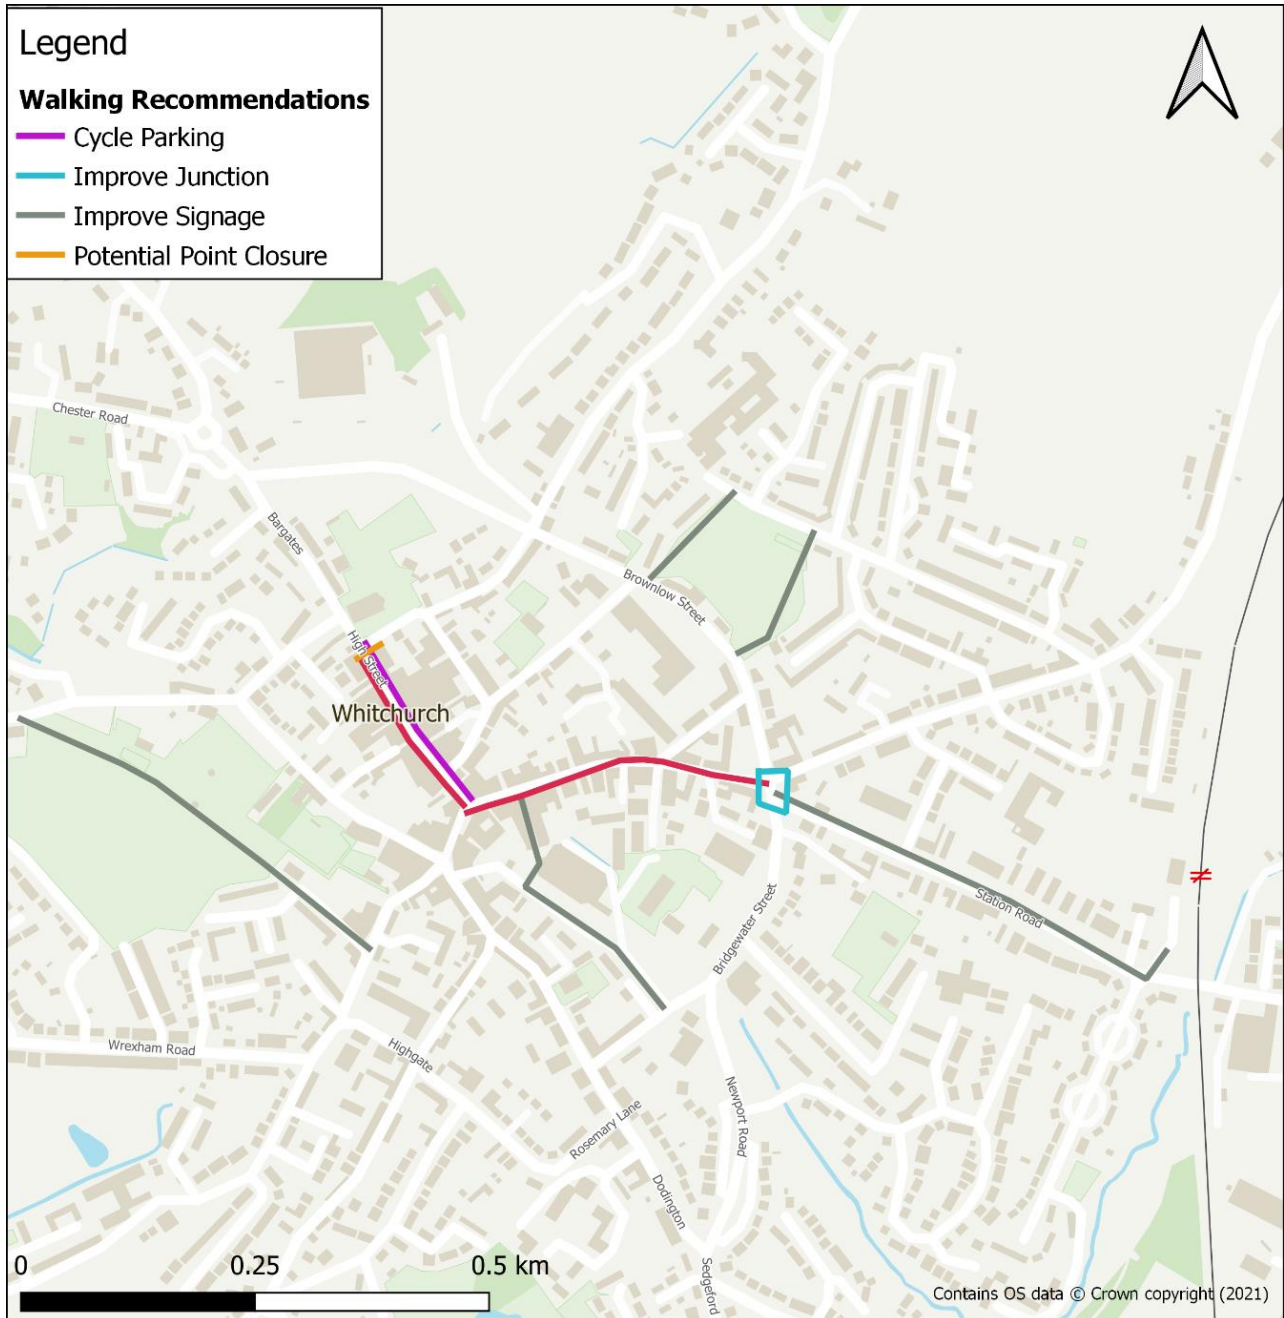 Legend
Walking Recommendations
Cycle Parking
Improve Junction
Improve Signage
Potential Point Closure
Chester Road
Bargates
Brownlow Street
High Street
Whitchurch
Station Road
Bridgewater Street
Wrexham Road
Highgate
Newport Road
Rosemary Lane
Dodington
Sedgeford
0 0.25 0.5 km
Contains OS data © Crown copyright (2021)